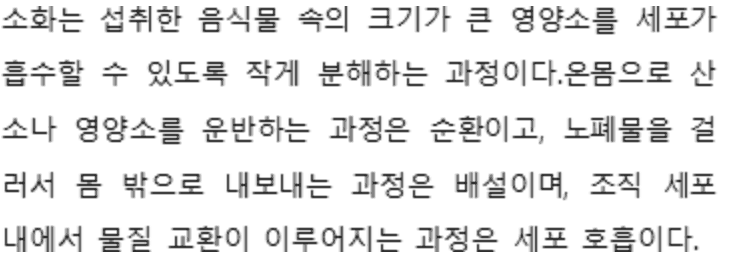 소화는 섭취한 음식물 속의 크기가 큰 영양소를 세포가
흡수할 수 있도록 작게 분해하는 과정이다.온몸으로 산
소나 영양소를 운반하는 과정은 순환이고, 노폐물을 걸
러서 몸 밖으로 내보내는 과정은 배설이며, 조직 세포
내에서 물질 교환이 이루어지는 과정은 세포 호흡이다.